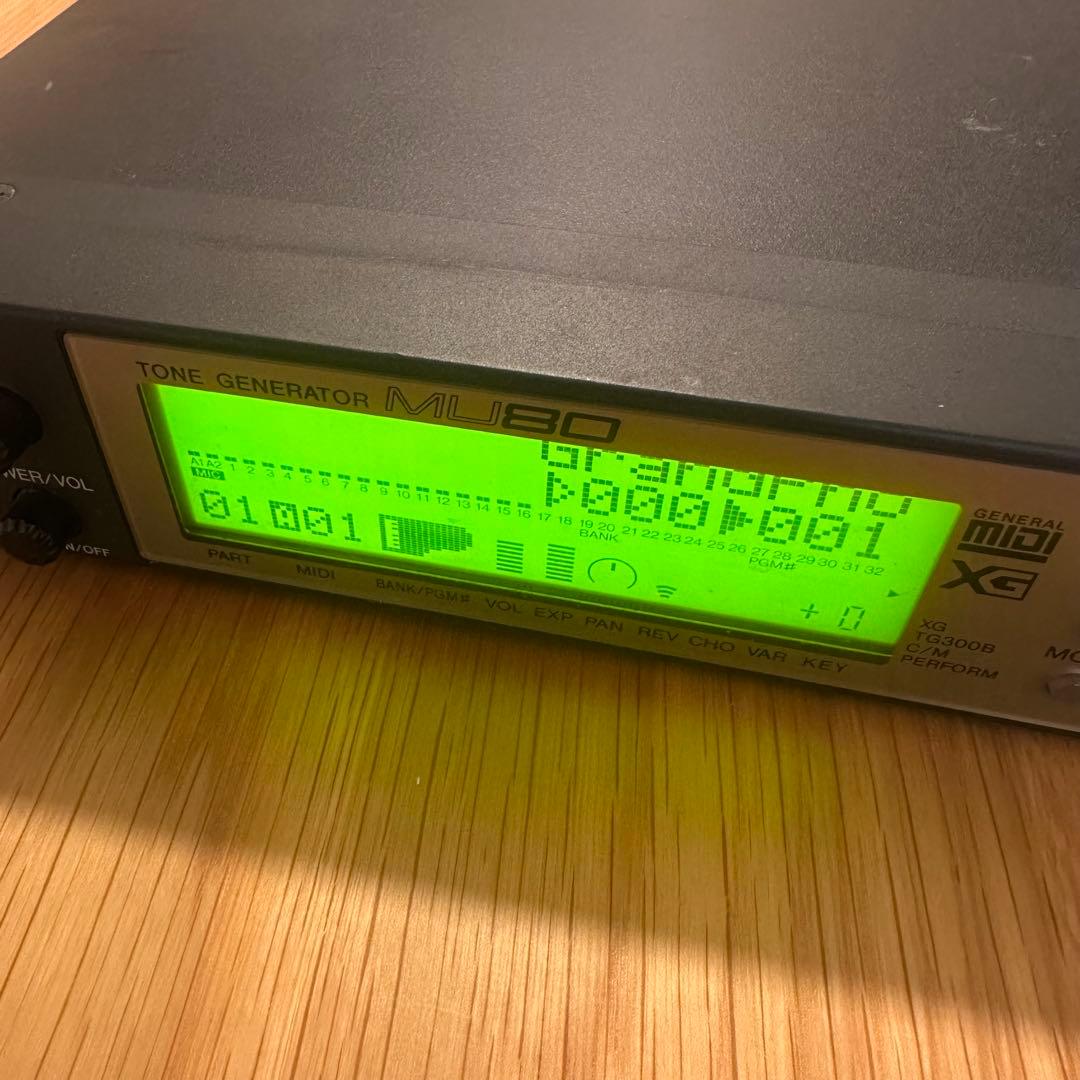 TONE GENERATOR MU80
GrandPno
000 001
A1 A2 1 2 3 4 5 6 7 8 9 10 11 12 13 14 15 16 17 18 19 20 21 22 23 24 25 26 27 28 29 30 31 32
MIC
BANK PGM#
01 01
+ 0
PART MIDI BANK/PGM# VOL EXP PAN REV CHO VAR KEY
GENERAL
MIDI
XG
XG
TG300B
C/M
PERFORM
WER/VOL
N/OFF
MO